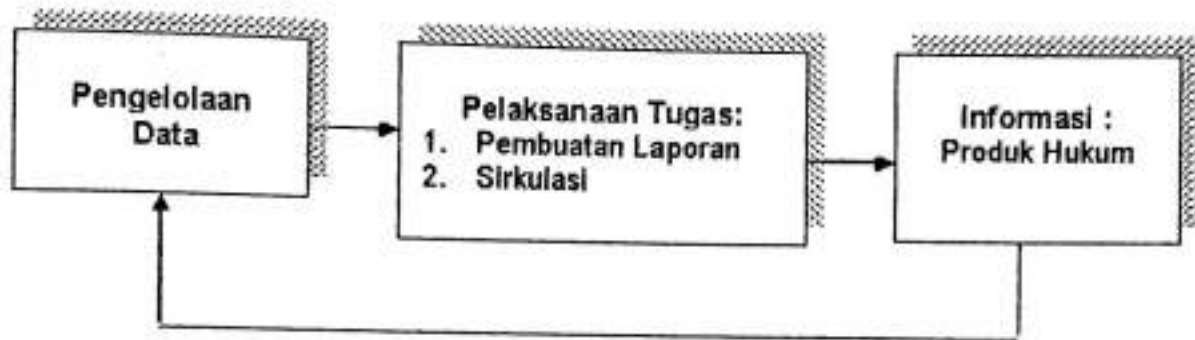 Pengelolaan
Data
Pelaksanaan Tugas:
1. Pembuatan Laporan
2. Sirkulasi
Informasi :
Produk Hukum